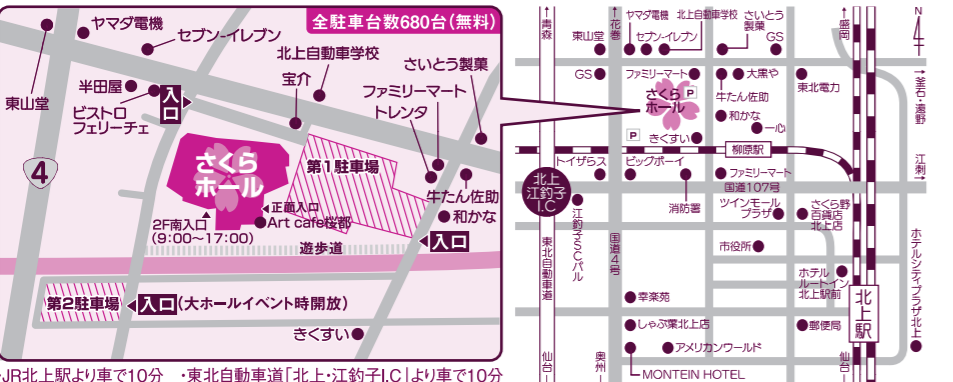 全駐車台数680台(無料)
ヤマダ電機
セブン-イレブン
北上自動車学校
宝介
さいとう製菓
ファミリーマート
トレンタ
東山堂
半田屋
ビストロ
フェリーチェ
入口
4
さくら
ホール
第1駐車場
牛たん佐助
和かな
正面入口
Art cafe桜都
2F南入口
(9:00〜17:00)
入口
遊歩道
第2駐車場
入口(大ホールイベント時開放)
きくすい
・JR北上駅より車で10分 ・東北自動車道「北上・江釣子I.C」より車で10分
↑青森
↑花巻
ヤマダ電機
北上自動車学校
さいとう
製菓
↑盛岡
N
東山堂
セブン-イレブン
GS
GS
ファミリーマート
大黒や
東北電力
釜石・遠野
さくら
ホール
P
牛たん佐助
和かな
一心
P
きくすい
柳原駅
江刺
トイザらス
ビッグボーイ
ファミリーマート
国道107号
北上
江釣子
I.C
消防署
ツインモール
プラザ
さくら野
百貨店
北上店
江釣子SCパル
国道4号
東北自動車道
市役所
ホテル
ルートイン
北上駅前
ホテルシティプラザ北上
幸楽苑
北上駅
しゃぶ葉北上店
郵便局
アメリカンワールド
MONTEIN HOTEL
仙台↓
奥州↓
仙台↓